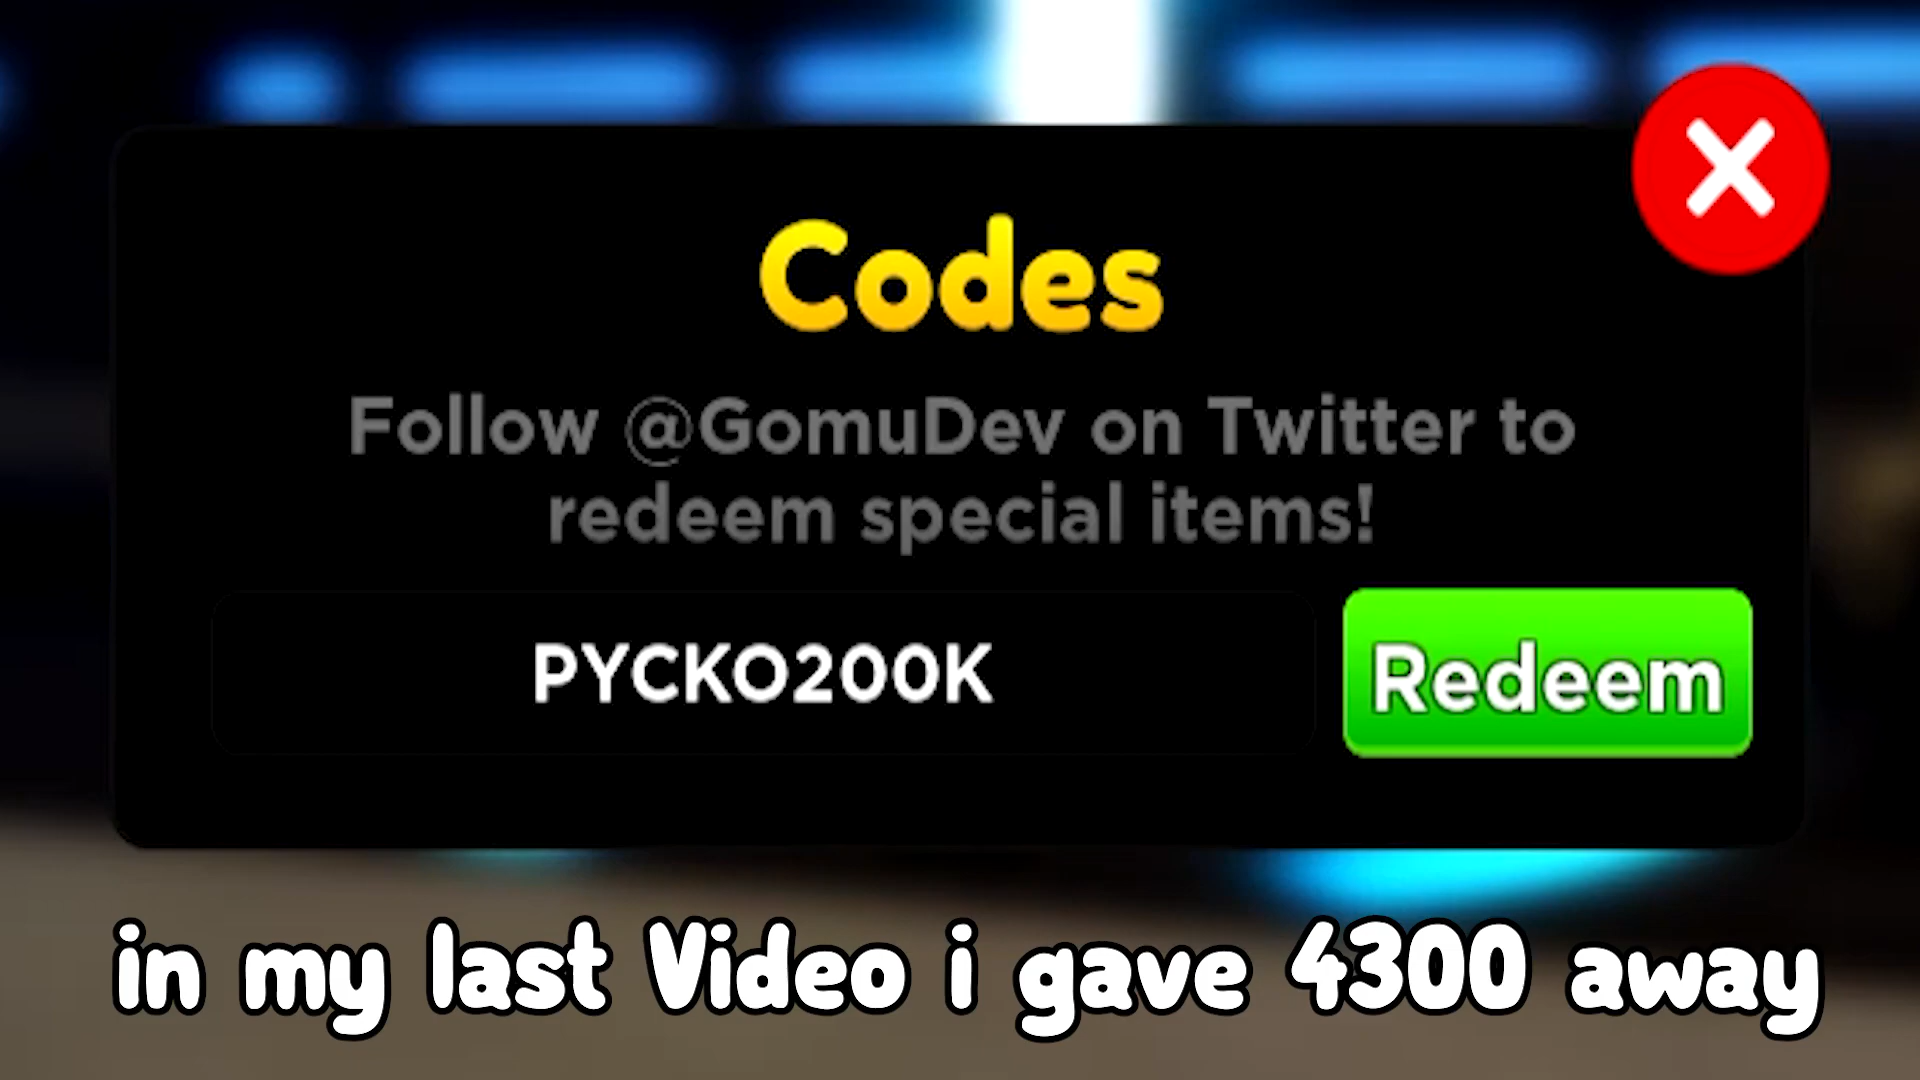 Codes
Follow @GomuDev on Twitter to
redeem special items!
PYCKO200K
Redeem
in my last Video i gave 4300 away